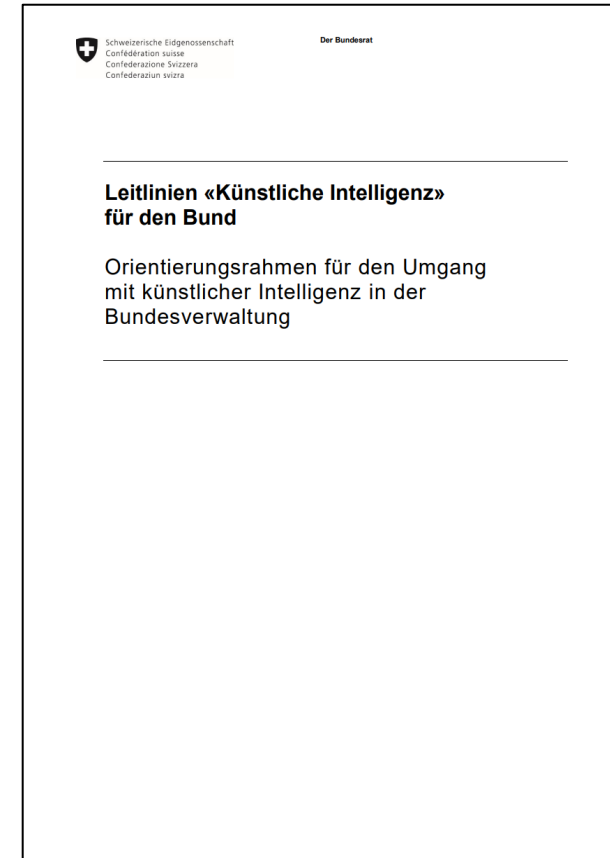 Schweizerische Eidgenossenschaft
Confédération suisse
Confederazione Svizzera
Confederaziun svizra
Der Bundesrat
Leitlinien «Künstliche Intelligenz»
für den Bund
Orientierungsrahmen für den Umgang
mit künstlicher Intelligenz in der
Bundesverwaltung